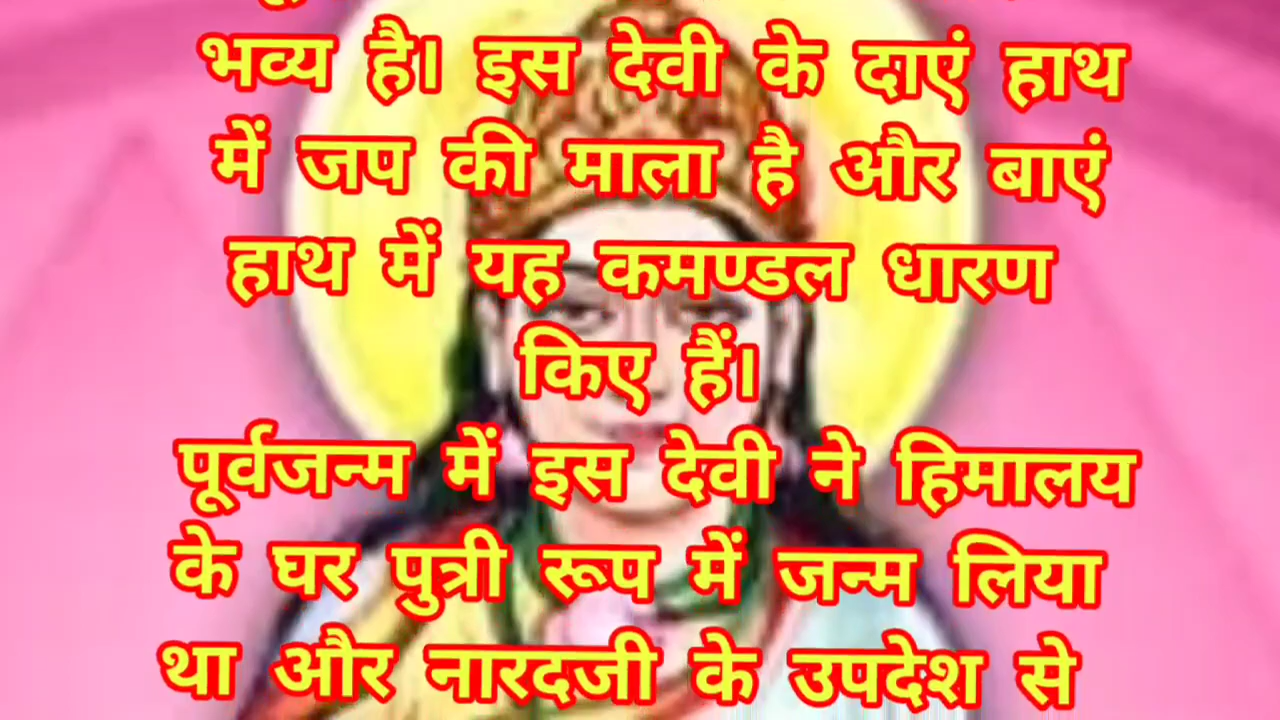 भव्य है। इस देवी के दाएं हाथ
में जप की माला है और बाएं
हाथ में यह कमण्डल धारण
किए हैं।
पूर्वजन्म में इस देवी ने हिमालय
के घर पुत्री रूप में जन्म लिया
था और नारदजी के उपदेश से